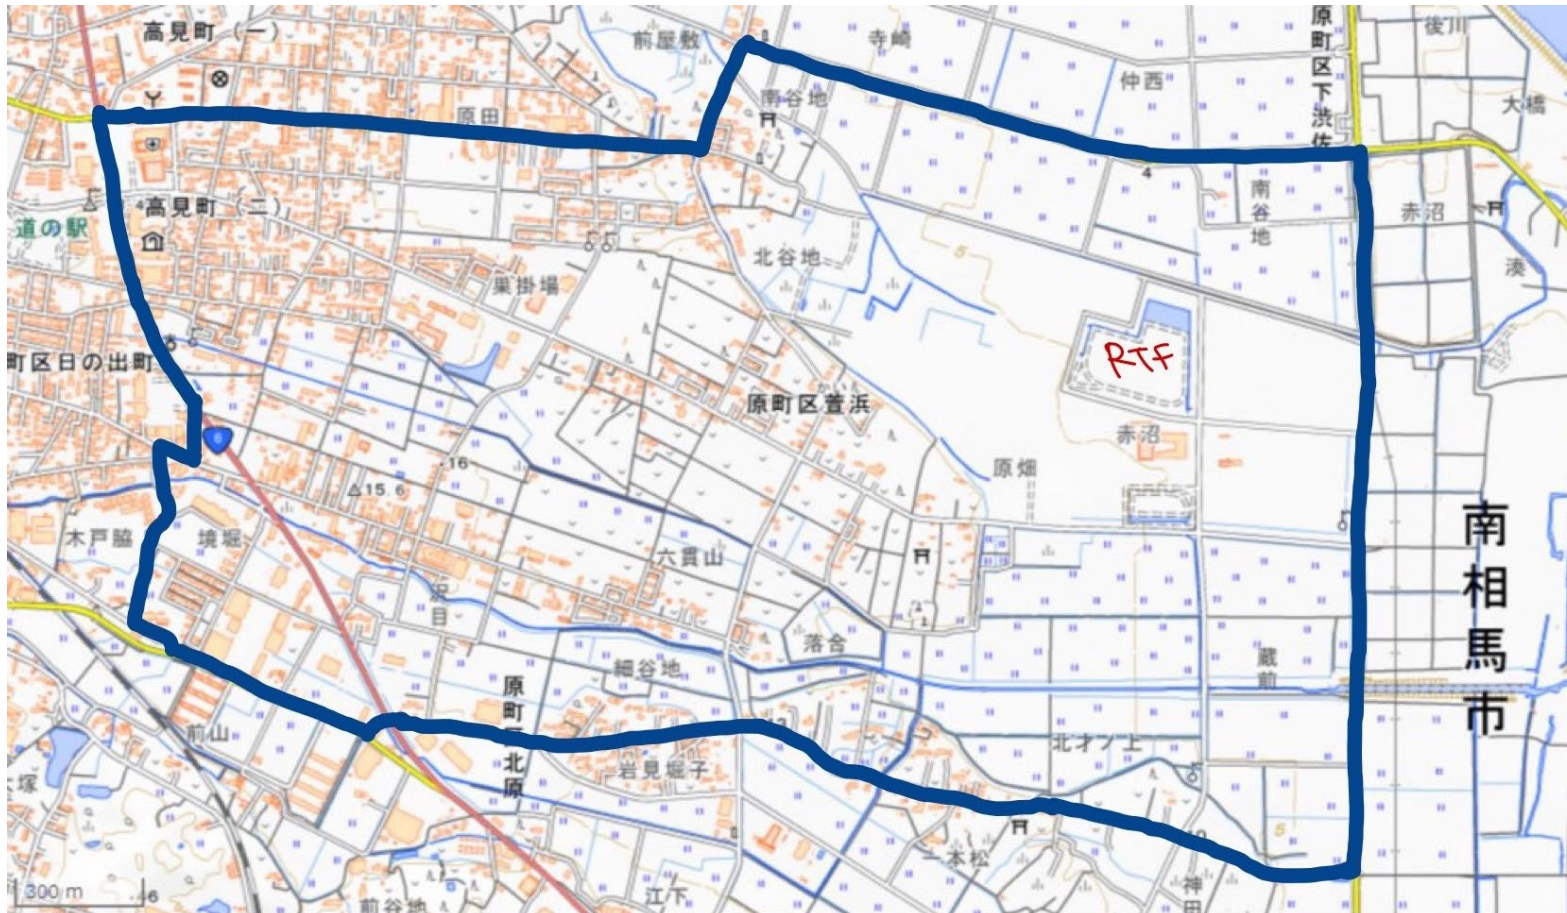 高見町(一)
前屋敷
寺崎
原町区下渋佐
後川
仲西
大橋
南谷地
原田
4
高見町(二)
道の駅
南谷地
赤沼
北谷地
5
湊
巣掛場
町区日の出町
RTF
原町区萱浜
赤沼
6
16
15.6
原畑
南相馬市
木戸脇
境堀
六貫山
沢目
落合
細谷地
蔵前
原町区北原
前山
13
北才ノ上
岩見堀子
塚
10
5
二本松
300 m
江下
前谷地
神田